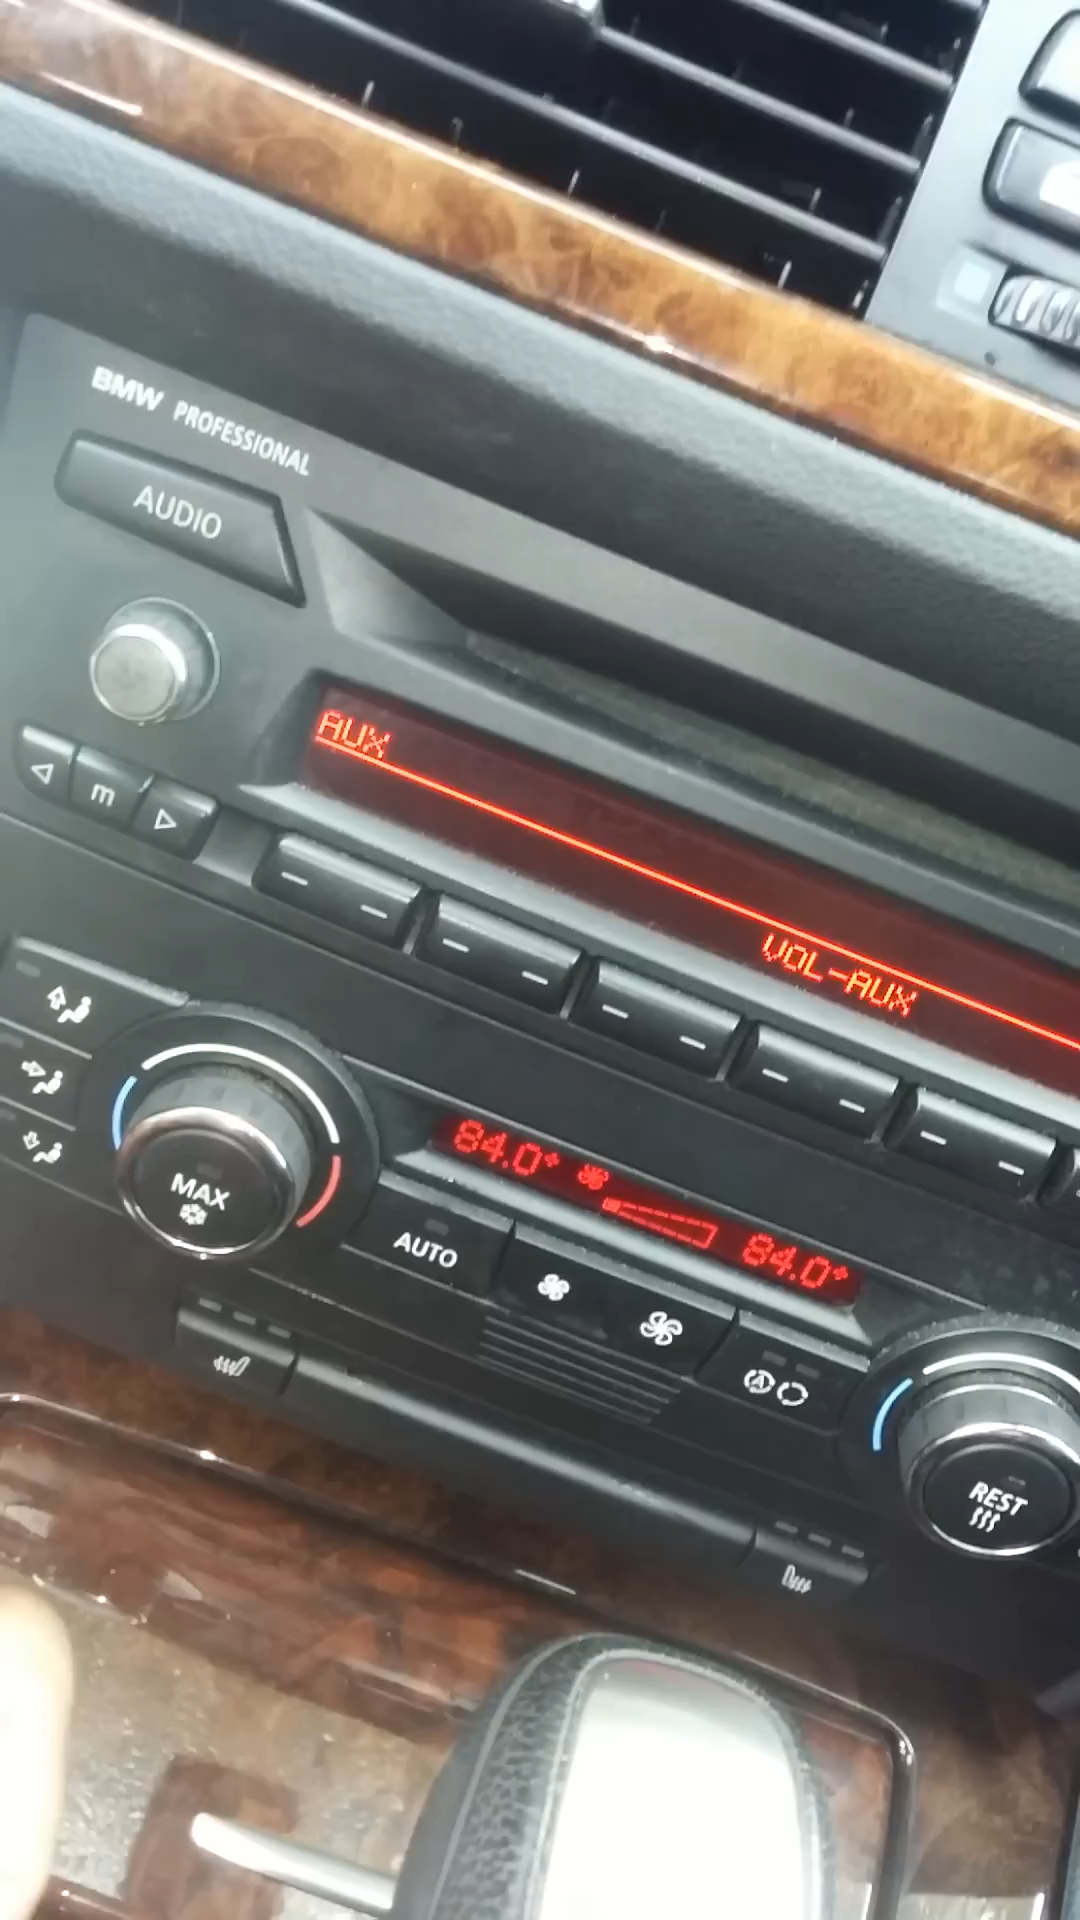 BMW PROFESSIONAL
AUDIO
AUX
m
VOL-AUX
84.0°
84.0°
MAX
AUTO
A
REST